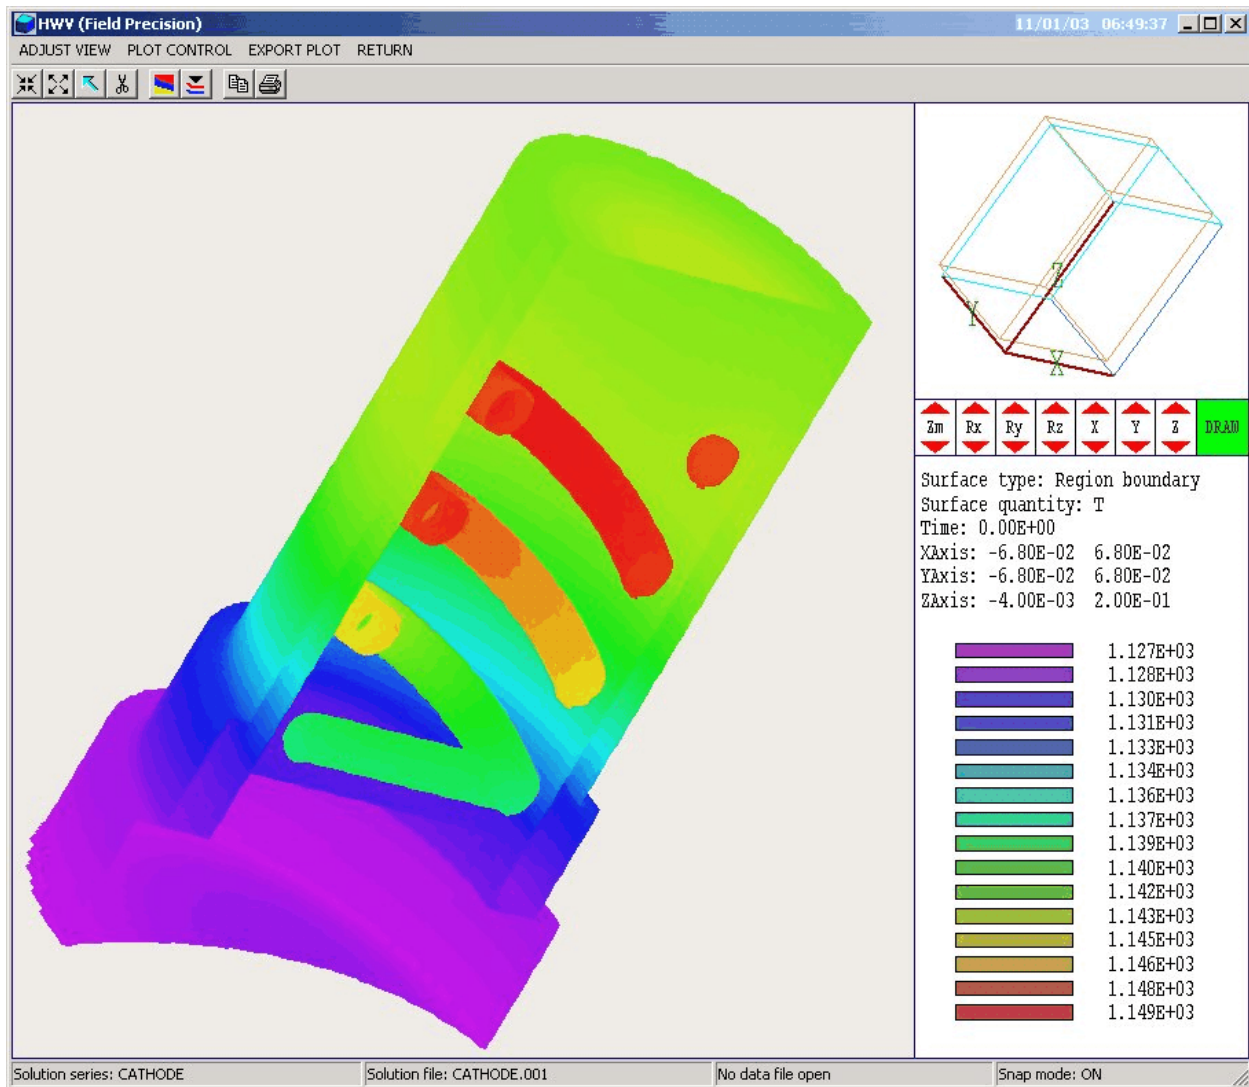 HWV (Field Precision) 11/01/03 06:49:37
ADJUST VIEW PLOT CONTROL EXPORT PLOT RETURN
Z
Y
X
Zm Rx Ry Rz X Y Z DRAW
Surface type: Region boundary
Surface quantity: T
Time: 0.00E+00
XAxis: -6.80E-02 6.80E-02
YAxis: -6.80E-02 6.80E-02
ZAxis: -4.00E-03 2.00E-01
1.127E+03
1.128E+03
1.130E+03
1.131E+03
1.133E+03
1.134E+03
1.136E+03
1.137E+03
1.139E+03
1.140E+03
1.142E+03
1.143E+03
1.145E+03
1.146E+03
1.148E+03
1.149E+03
Solution series: CATHODE Solution file: CATHODE.001 No data file open Snap mode: ON